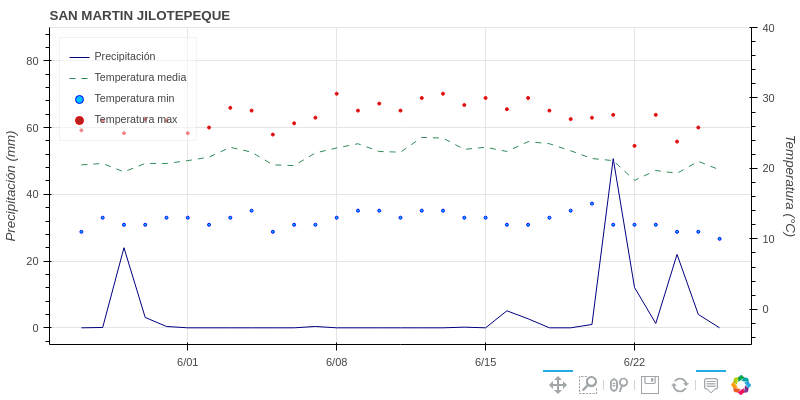 SAN MARTIN JILOTEPEQUE
Precipitación
Temperatura media
Temperatura min
Temperatura max
Precipitación (mm)
80
60
40
20
0
40
30
20
10
0
Temperatura (°C)
6/01
6/08
6/15
6/22